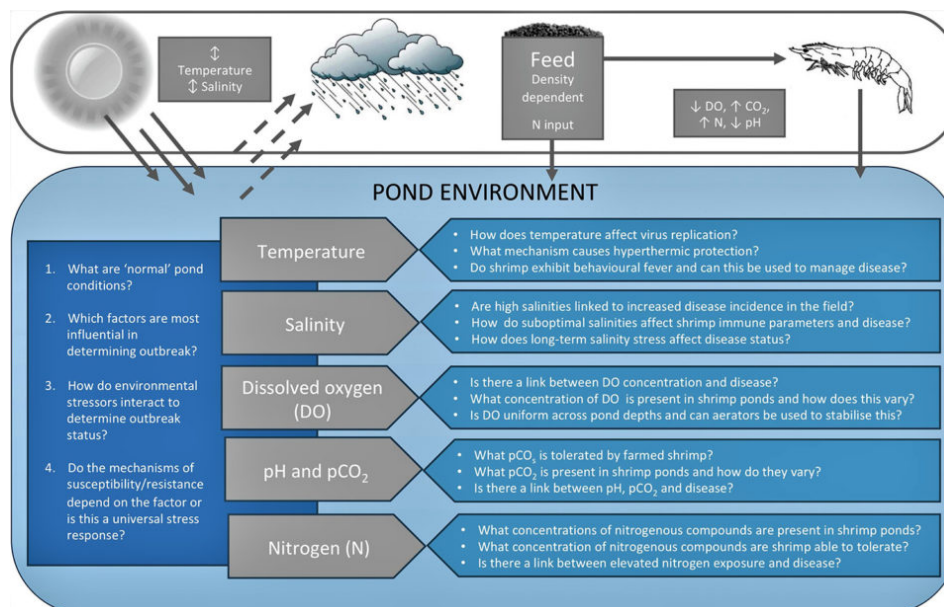 ↕
Temperature
↕ Salinity
Feed
Density
dependent
N input
↓ DO, ↑ CO₂,
↑ N, ↓ pH
POND ENVIRONMENT
1. What are ‘normal’ pond
conditions?
2. Which factors are most
influential in
determining outbreak?
3. How do environmental
stressors interact to
determine outbreak
status?
4. Do the mechanisms of
susceptibility/resistance
depend on the factor or
is this a universal stress
response?
Temperature
• How does temperature affect virus replication?
• What mechanism causes hyperthermic protection?
• Do shrimp exhibit behavioural fever and can this be used to manage disease?
Salinity
• Are high salinities linked to increased disease incidence in the field?
• How do suboptimal salinities affect shrimp immune parameters and disease?
• How does long-term salinity stress affect disease status?
Dissolved oxygen
(DO)
• Is there a link between DO concentration and disease?
• What concentration of DO is present in shrimp ponds and how does this vary?
• Is DO uniform across pond depths and can aerators be used to stabilise this?
pH and pCO₂
• What pCOₛ is tolerated by farmed shrimp?
• What pCO₂ is present in shrimp ponds and how do they vary?
• Is there a link between pH, pCO₂ and disease?
Nitrogen (N)
• What concentrations of nitrogenous compounds are present in shrimp ponds?
• What concentration of nitrogenous compounds are shrimp able to tolerate?
• Is there a link between elevated nitrogen exposure and disease?